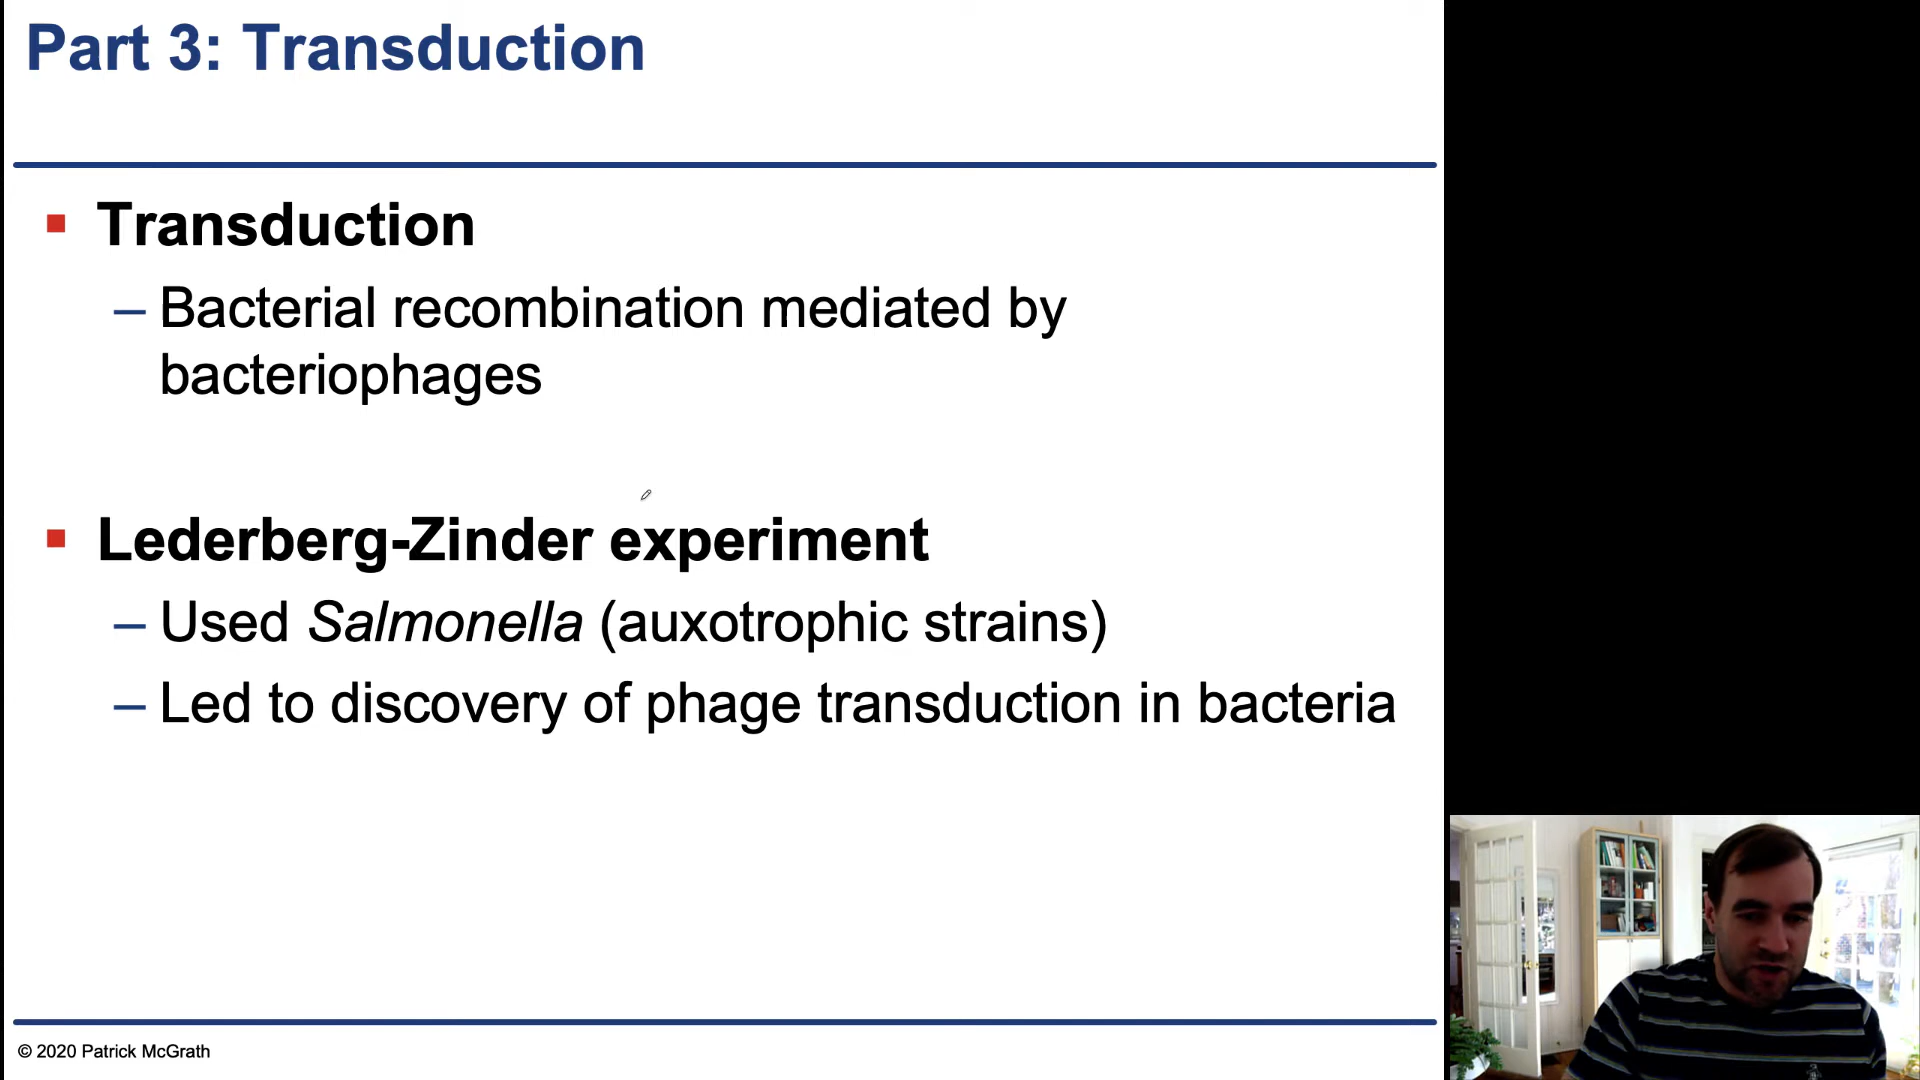 Part 3: Transduction
Transduction
– Bacterial recombination mediated by
bacteriophages
Lederberg-Zinder experiment
– Used Salmonella (auxotrophic strains)
– Led to discovery of phage transduction in bacteria
© 2020 Patrick McGrath